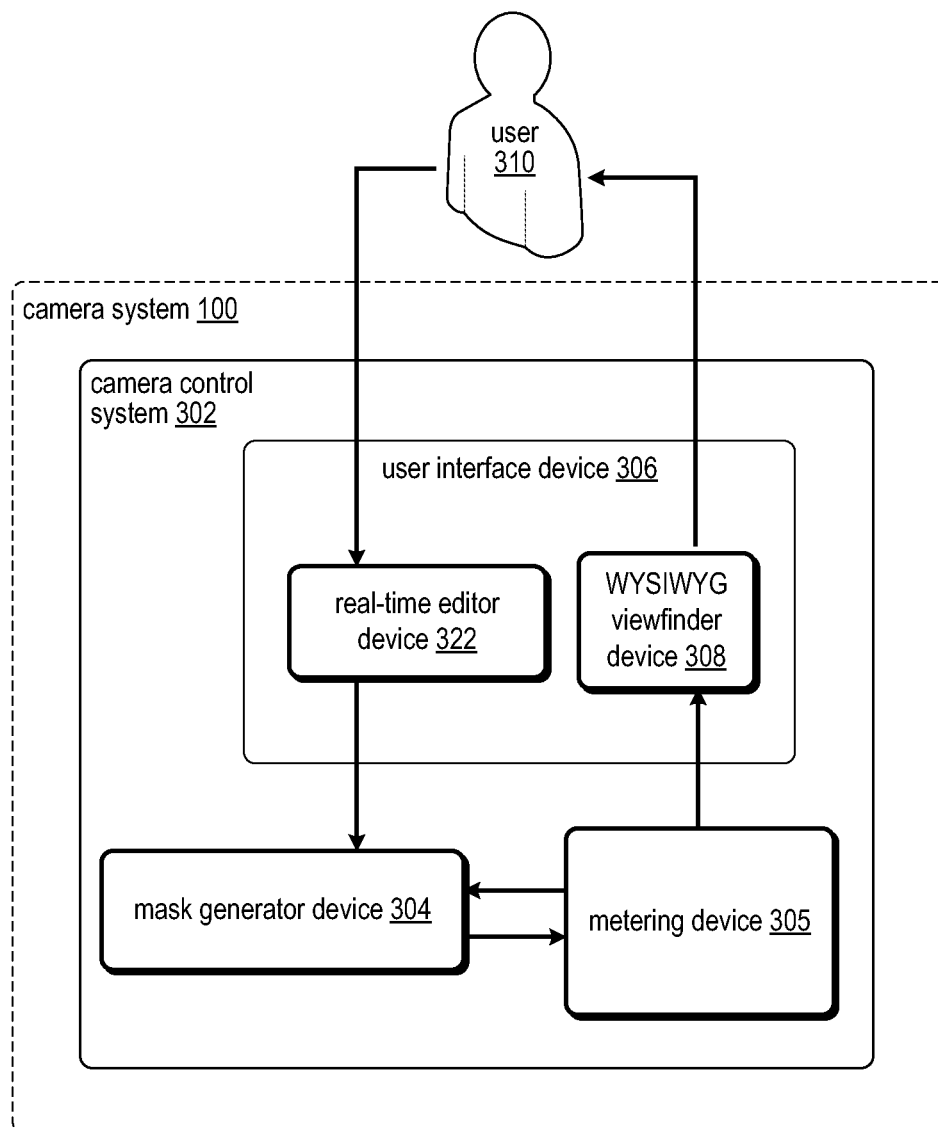 user
310
camera system 100
camera control
system 302
user interface device 306
real-time editor
device 322
WYSIWYG
viewfinder
device 308
mask generator device 304
metering device 305